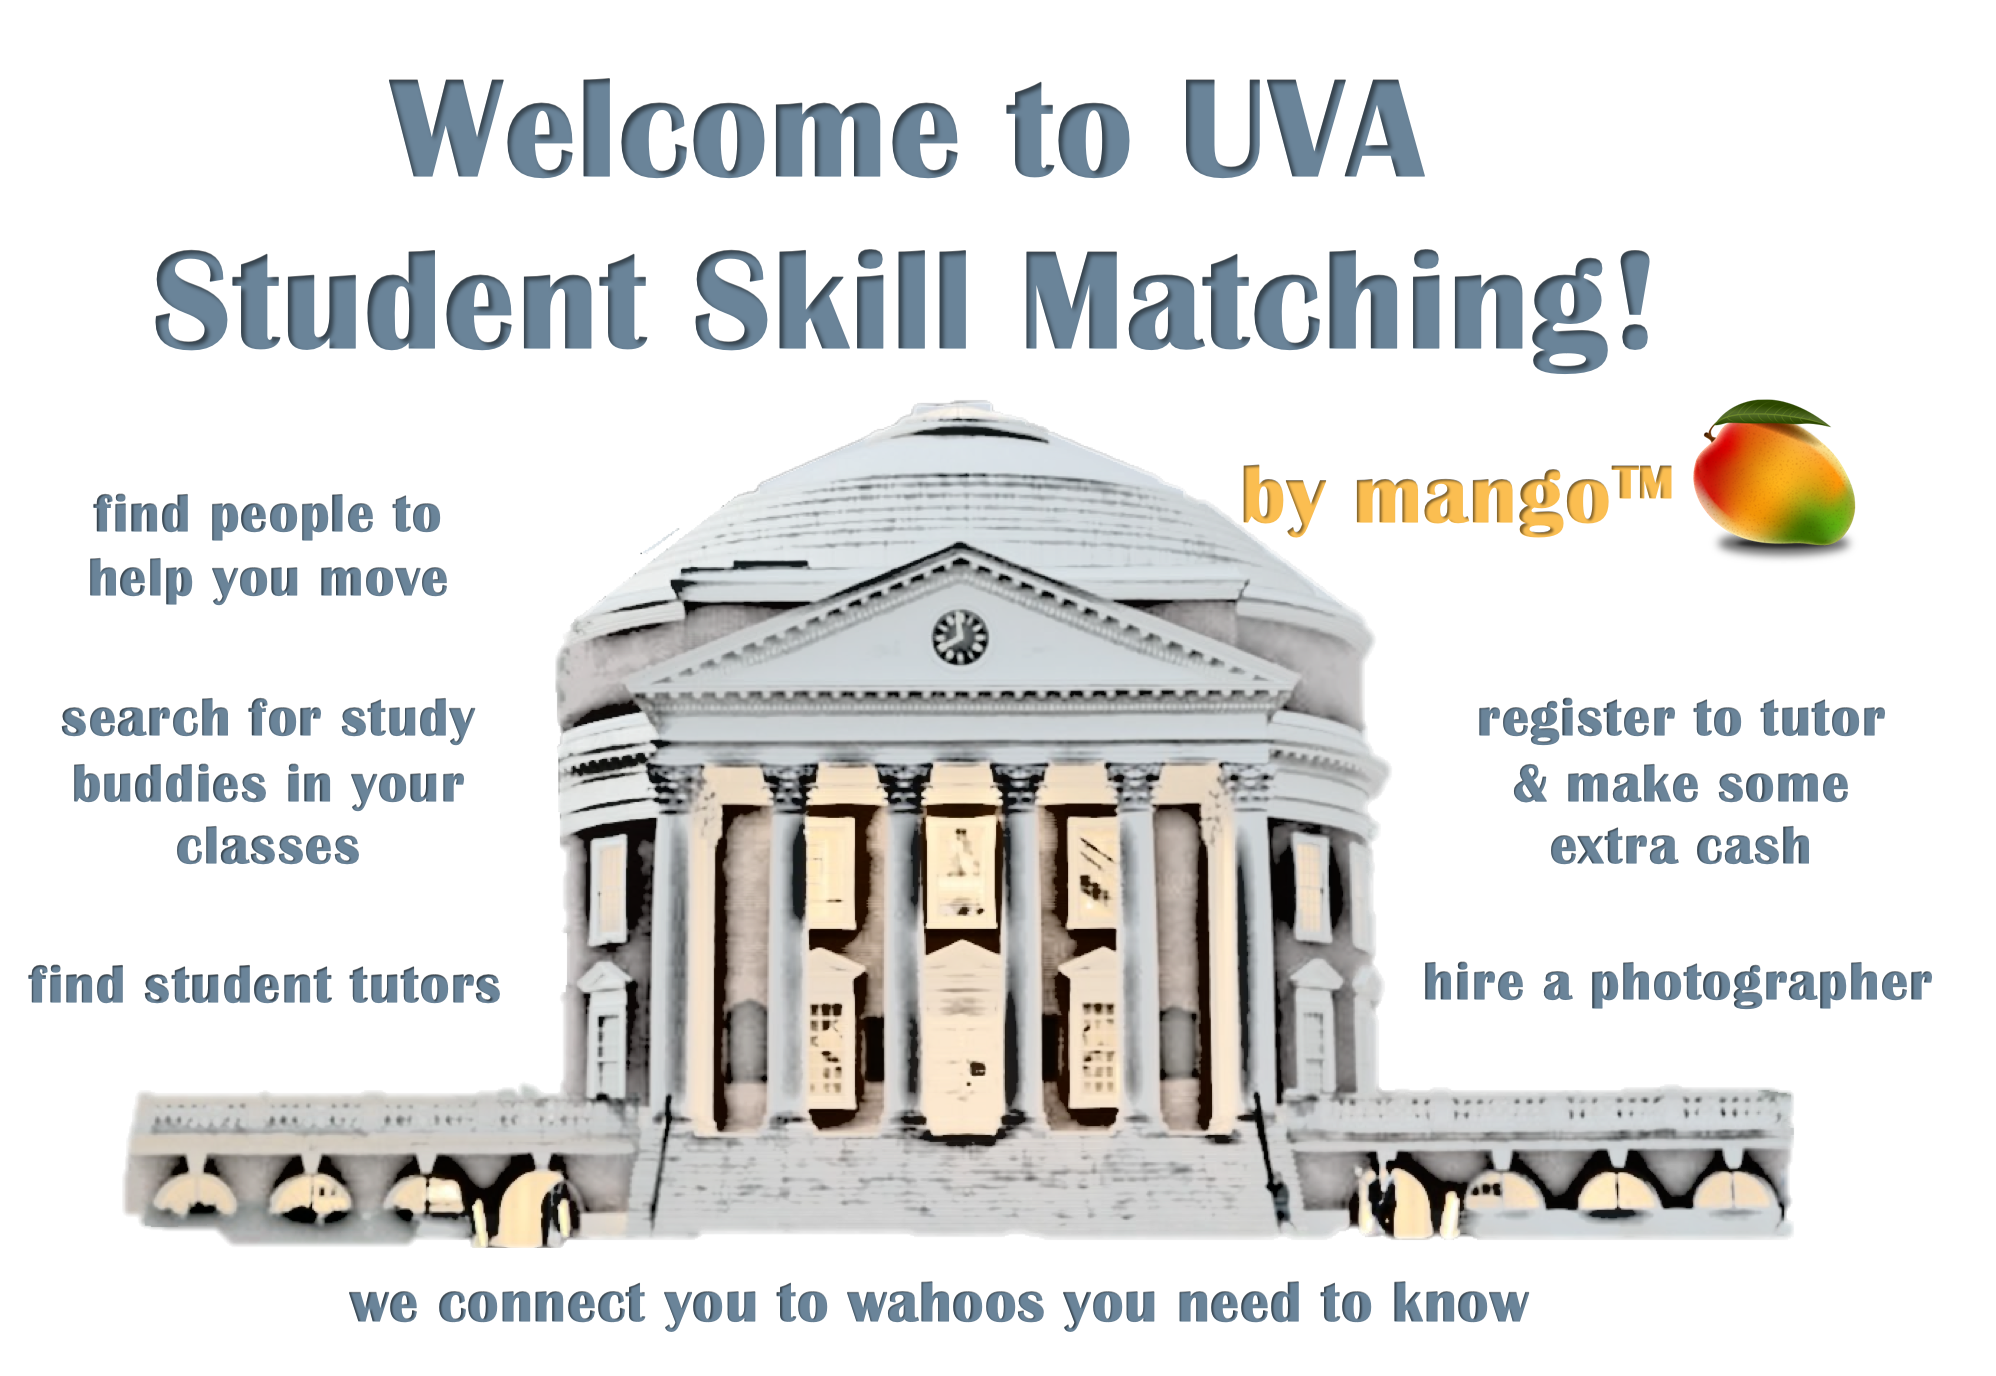 Welcome to UVA
Student Skill Matching!
by mango™
find people to
help you move
search for study
buddies in your
classes
find student tutors
register to tutor
& make some
extra cash
hire a photographer
we connect you to wahoos you need to know